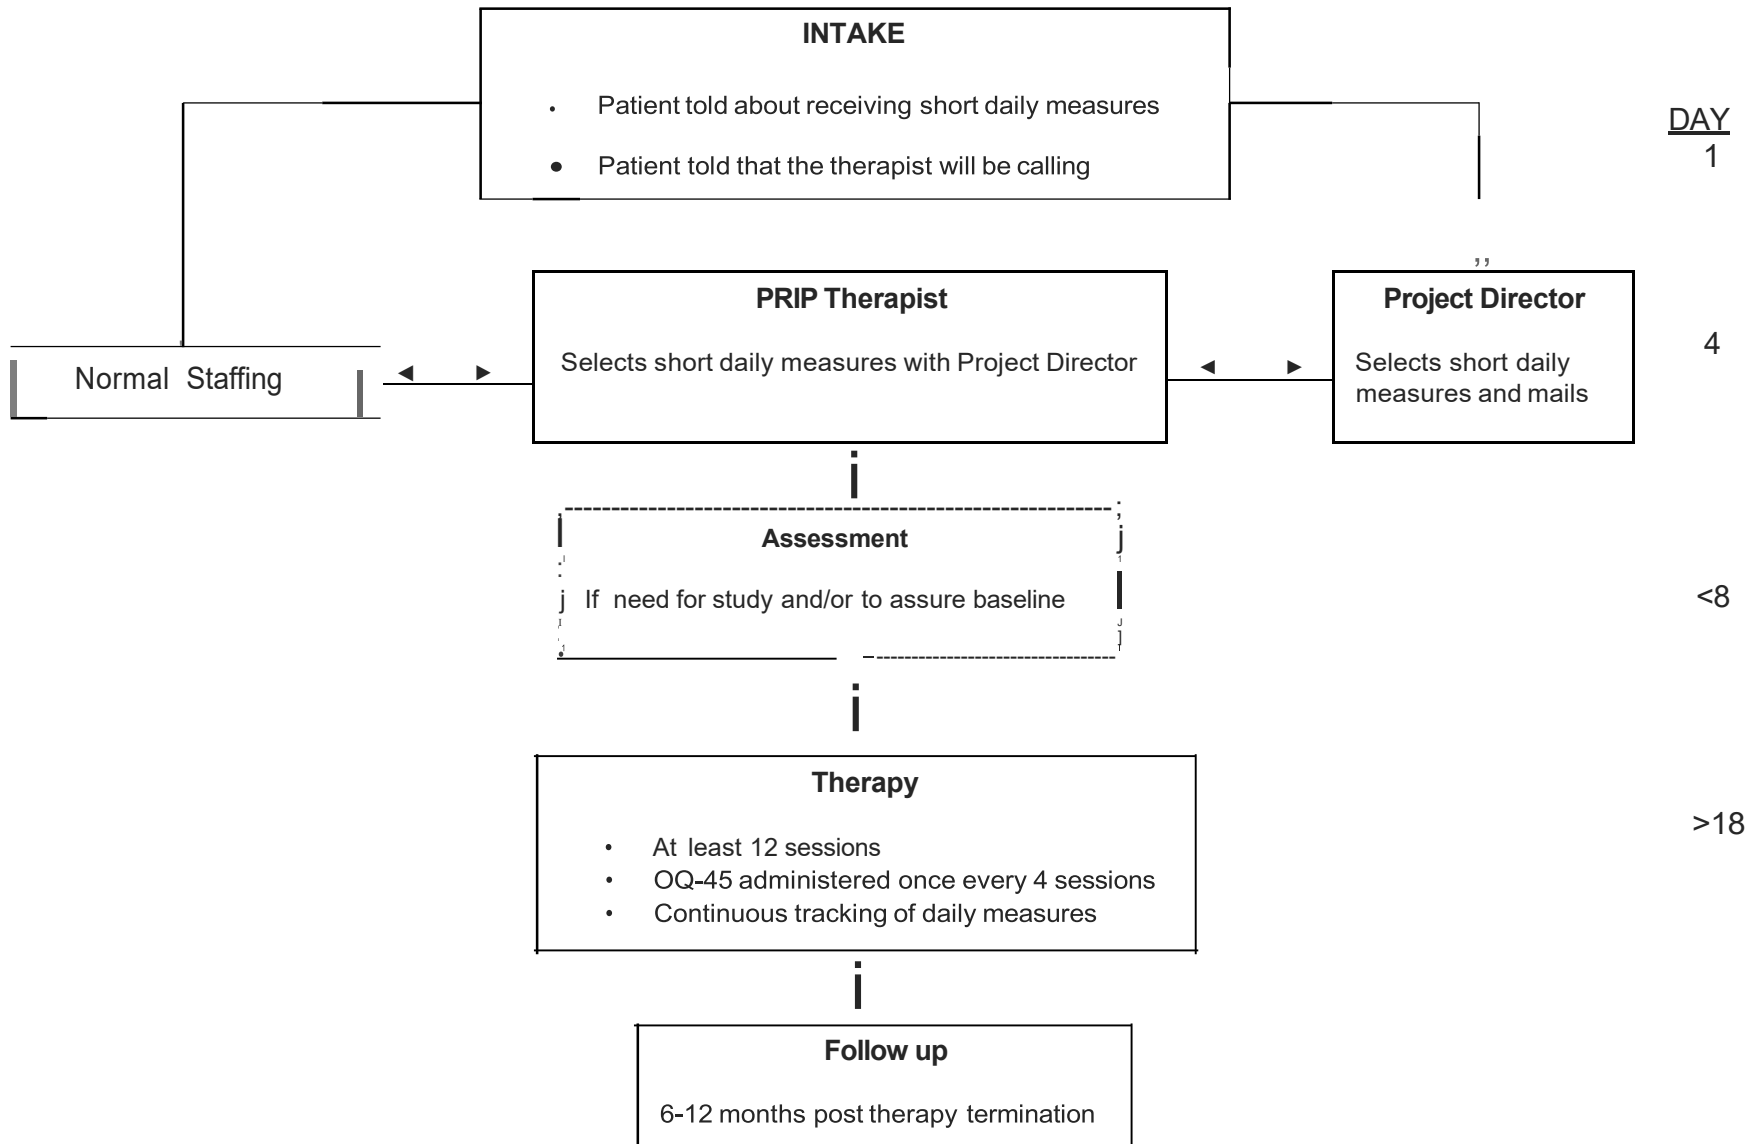 INTAKE
• Patient told about receiving short daily measures
• Patient told that the therapist will be calling
DAY
1
Normal Staffing
PRIP Therapist
Selects short daily measures with Project Director
Project Director
Selects short daily
measures and mails
4
Assessment
If need for study and/or to assure baseline
<8
Therapy
• At least 12 sessions
• OQ-45 administered once every 4 sessions
• Continuous tracking of daily measures
>18
Follow up
6-12 months post therapy termination